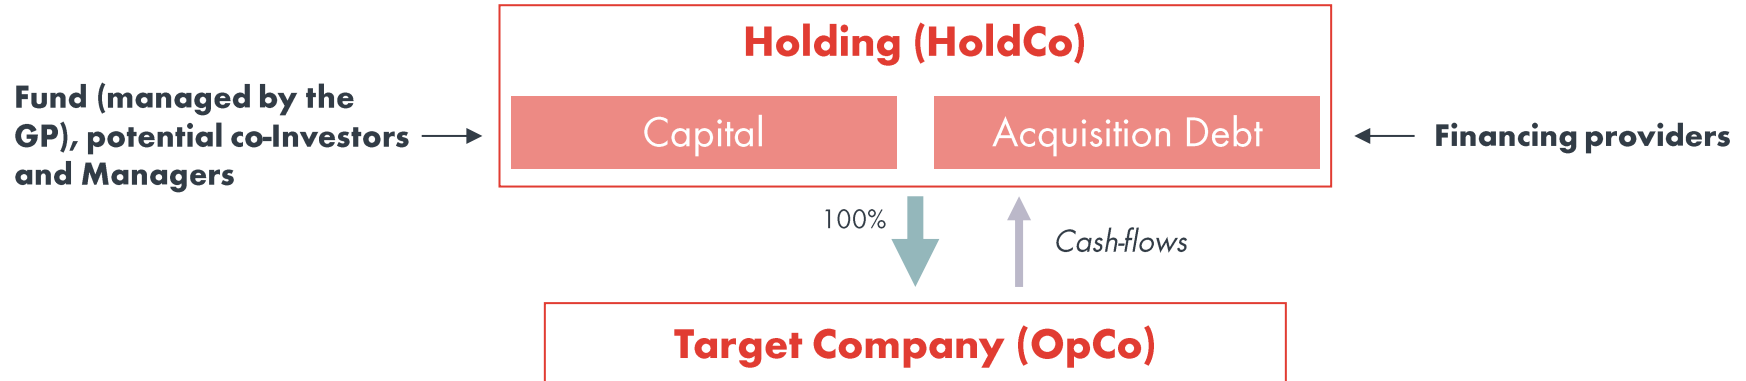 Holding (HoldCo)
Fund (managed by the
GP), potential co-Investors
and Managers
Capital
Acquisition Debt
Financing providers
100%
Cash-flows
Target Company (OpCo)